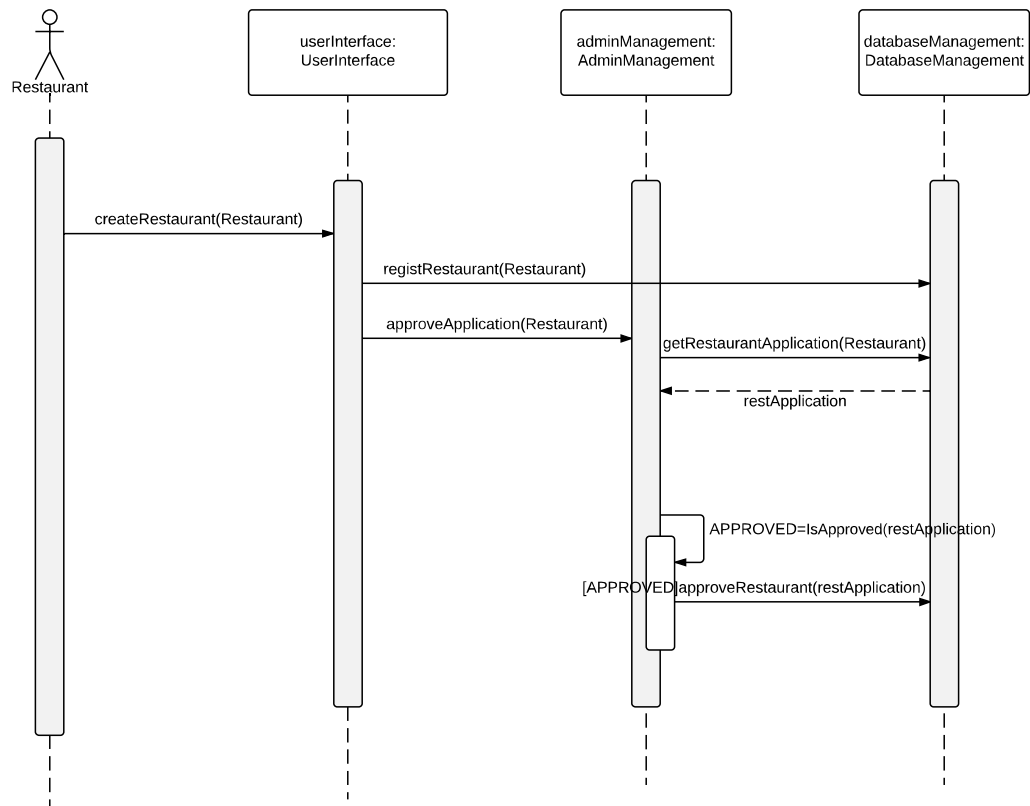 Restaurant
userInterface:
UserInterface
adminManagement:
AdminManagement
databaseManagement:
DatabaseManagement
createRestaurant(Restaurant)
registRestaurant(Restaurant)
approveApplication(Restaurant)
getRestaurantApplication(Restaurant)
restApplication
APPROVED=IsApproved(restApplication)
[APPROVED]approveRestaurant(restApplication)